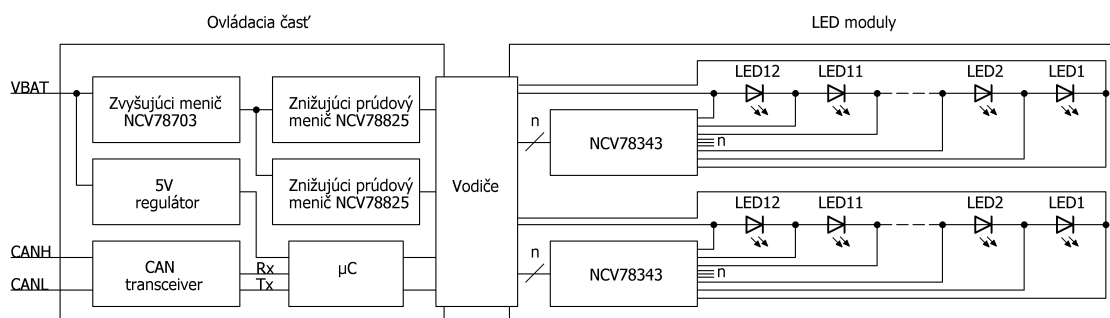 Ovládacia časť
LED moduly
VBAT
Zvyšujúci menič
NCV78703
Znižujúci prúdový
menič NCV78825
5V
regulátor
Znižujúci prúdový
menič NCV78825
CANH
CANL
CAN
transceiver
Rx
Tx
µC
Vodiče
n
NCV78343
n
LED12
LED11
LED2
LED1
n
NCV78343
n
LED12
LED11
LED2
LED1